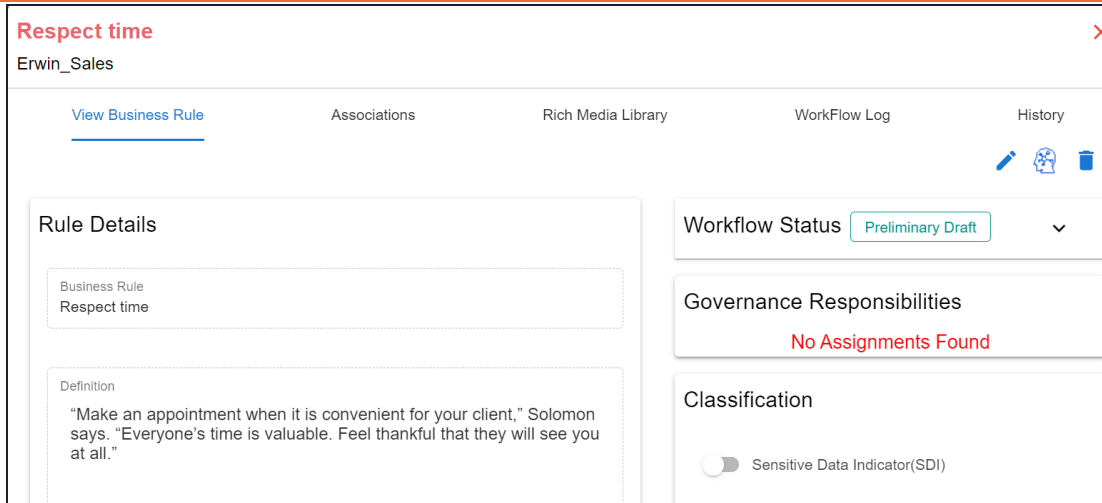 Respect time
Erwin_Sales
View Business Rule
Associations
Rich Media Library
WorkFlow Log
History
Rule Details
Business Rule
Respect time
Definition
“Make an appointment when it is convenient for your client,” Solomon
says. “Everyone’s time is valuable. Feel thankful that they will see you
at all.”
Workflow Status
Preliminary Draft
Governance Responsibilities
No Assignments Found
Classification
Sensitive Data Indicator(SDI)